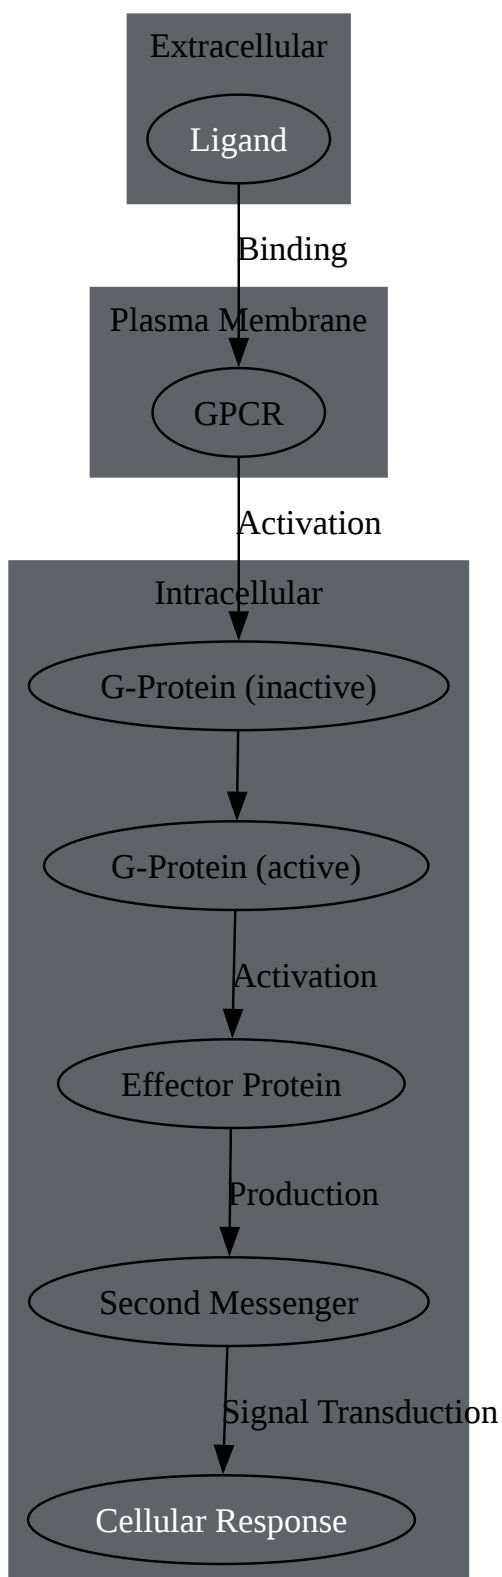 Extracellular
Ligand
Binding
Plasma Membrane
GPCR
Activation
Intracellular
G-Protein (inactive)
G-Protein (active)
Activation
Effector Protein
Production
Second Messenger
Signal Transduction
Cellular Response